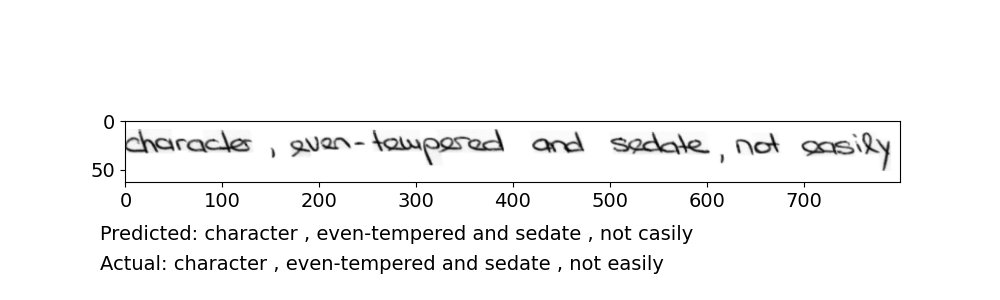 0
character , even-tempered and sedate , not easily
50
0 100 200 300 400 500 600 700
Predicted: character , even-tempered and sedate , not casily
Actual: character , even-tempered and sedate , not easily